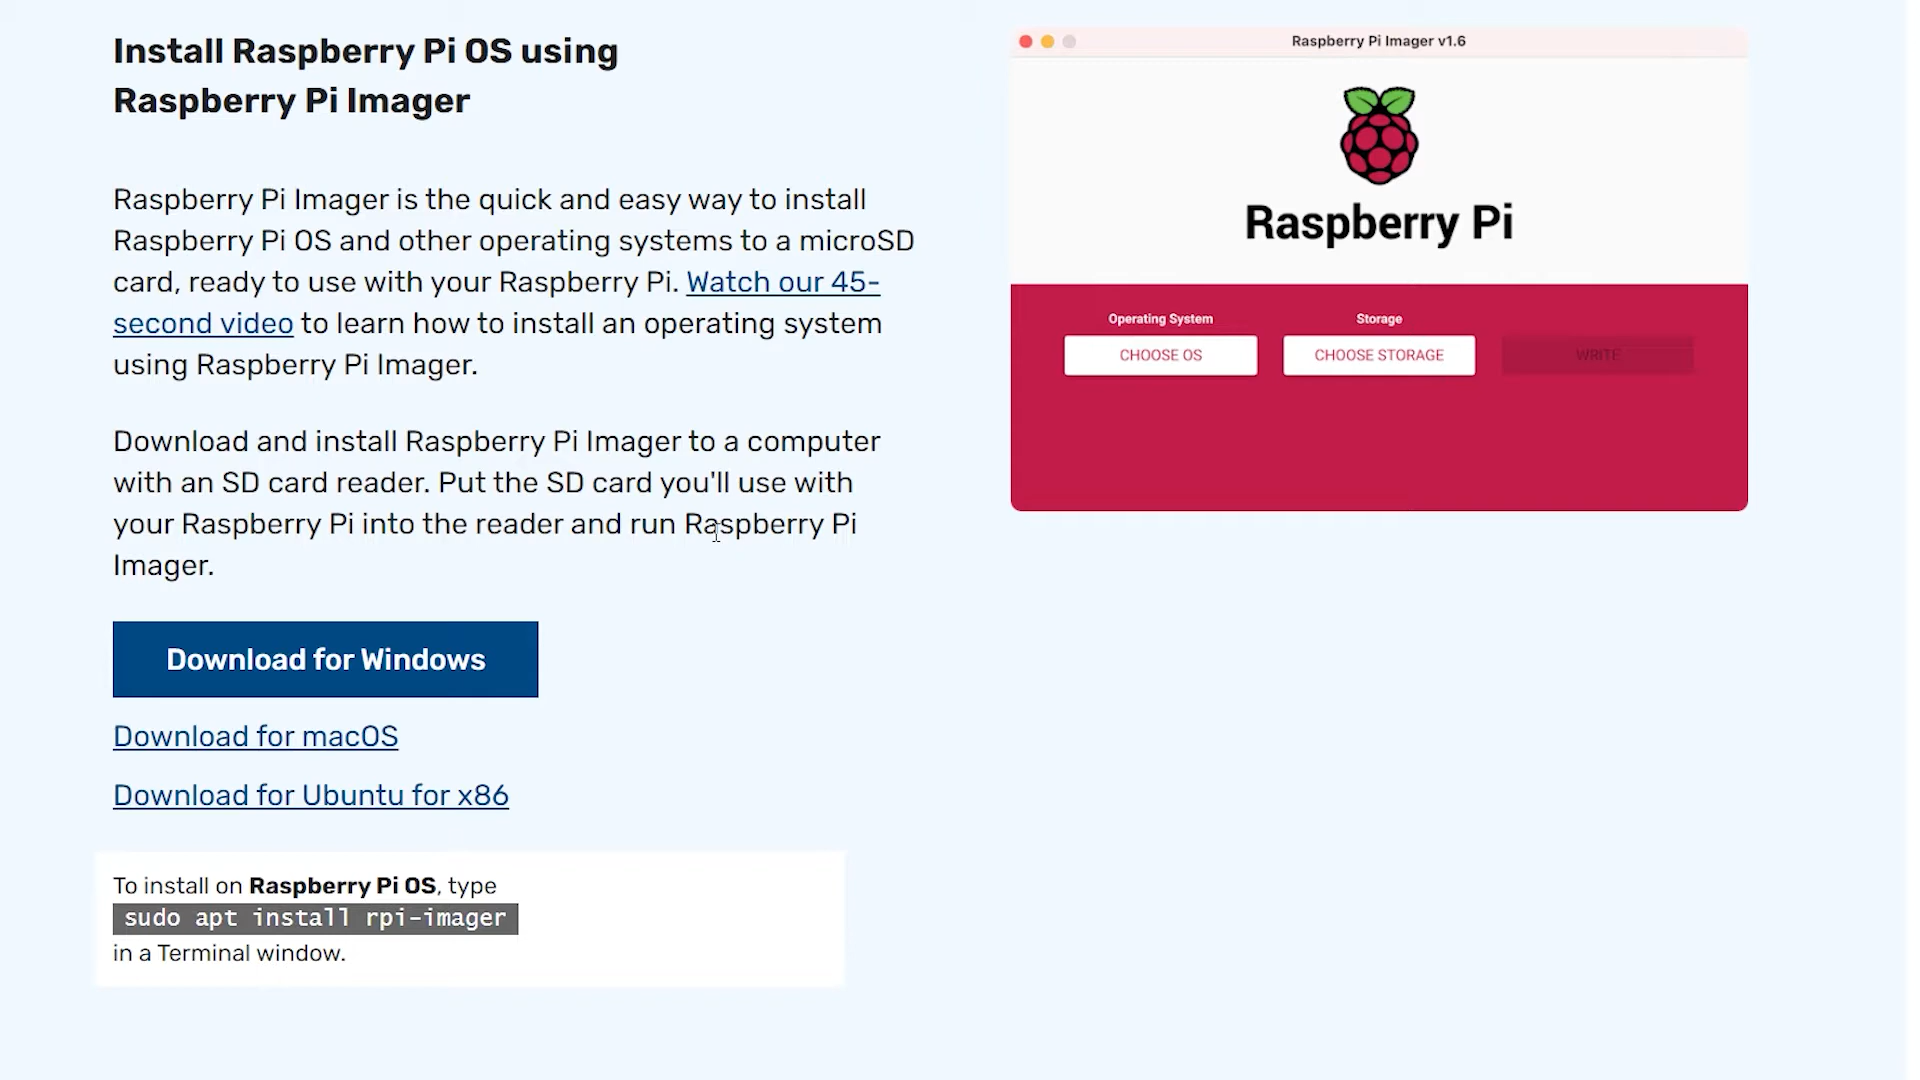 Install Raspberry Pi OS using
Raspberry Pi Imager
Raspberry Pi Imager is the quick and easy way to install
Raspberry Pi OS and other operating systems to a microSD
card, ready to use with your Raspberry Pi. Watch our 45-
second video to learn how to install an operating system
using Raspberry Pi Imager.
Download and install Raspberry Pi Imager to a computer
with an SD card reader. Put the SD card you'll use with
your Raspberry Pi into the reader and run Raspberry Pi
Imager.
Download for Windows
Download for macOS
Download for Ubuntu for x86
To install on Raspberry Pi OS, type
sudo apt install rpi-imager
in a Terminal window.
Raspberry Pi Imager v1.6
Raspberry Pi
Operating System
Storage
CHOOSE OS
CHOOSE STORAGE
WRITE